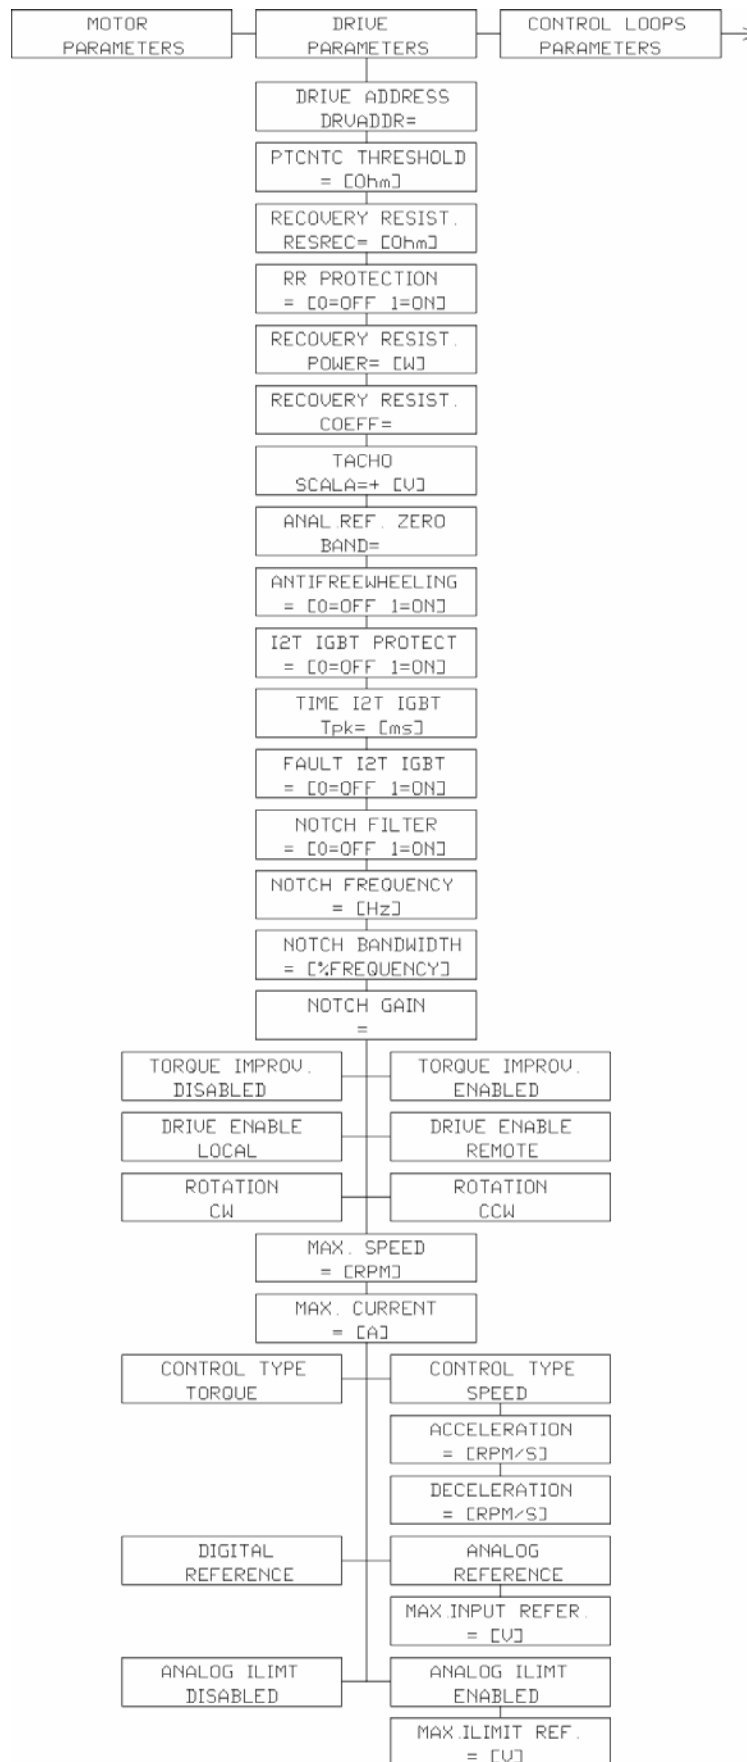 MOTOR
PARAMETERS
DRIVE
PARAMETERS
CONTROL LOOPS
PARAMETERS
DRIVE ADDRESS
DRVADDR=
PTCNTC THRESHOLD
= [Ohm]
RECOVERY RESIST.
RESREC= [Ohm]
RR PROTECTION
= [0=OFF 1=ON]
RECOVERY RESIST.
POWER= [W]
RECOVERY RESIST.
COEFF=
TACHO
SCALA=+ [V]
ANAL.REF. ZERO
BAND=
ANTIFREEWHEELING
= [0=OFF 1=ON]
I2T IGBT PROTECT
= [0=OFF 1=ON]
TIME I2T IGBT
Tpk= [ms]
FAULT I2T IGBT
= [0=OFF 1=ON]
NOTCH FILTER
= [0=OFF 1=ON]
NOTCH FREQUENCY
= [Hz]
NOTCH BANDWIDTH
= [%FREQUENCY]
NOTCH GAIN
=
TORQUE IMPROV.
DISABLED
TORQUE IMPROV.
ENABLED
DRIVE ENABLE
LOCAL
DRIVE ENABLE
REMOTE
ROTATION
CW
ROTATION
CCW
MAX. SPEED
= [RPM]
MAX. CURRENT
= [A]
CONTROL TYPE
TORQUE
CONTROL TYPE
SPEED
ACCELERATION
= [RPM/S]
DECELERATION
= [RPM/S]
DIGITAL
REFERENCE
ANALOG
REFERENCE
MAX.INPUT REFER.
= [V]
ANALOG ILIMT
DISABLED
ANALOG ILIMT
ENABLED
MAX.ILIMIT REF.
= [V]